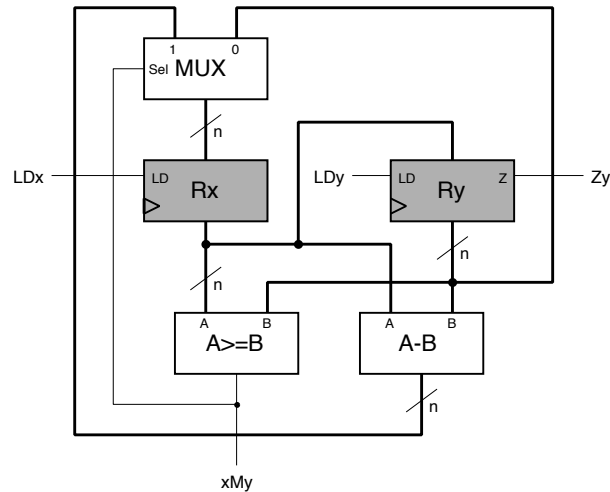 1 0
Sel MUX
n
LDx LD Rx
LDy LD Ry Z Zy
n n
A B A B
A>=B A-B
n
xMy